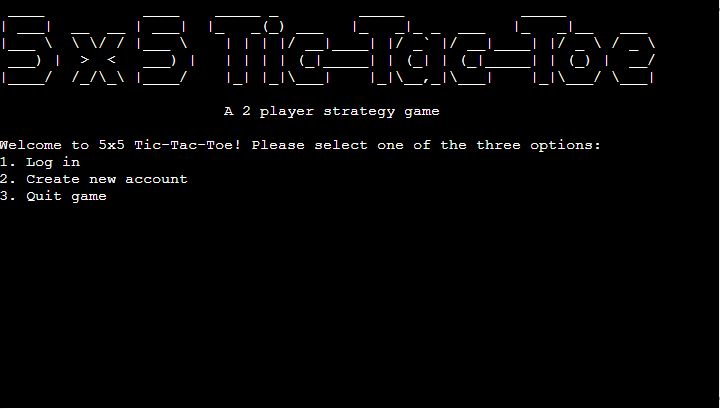 5x5 Tic-Tac-Toe
A 2 player strategy game
Welcome to 5x5 Tic-Tac-Toe! Please select one of the three options:
1. Log in
2. Create new account
3. Quit game